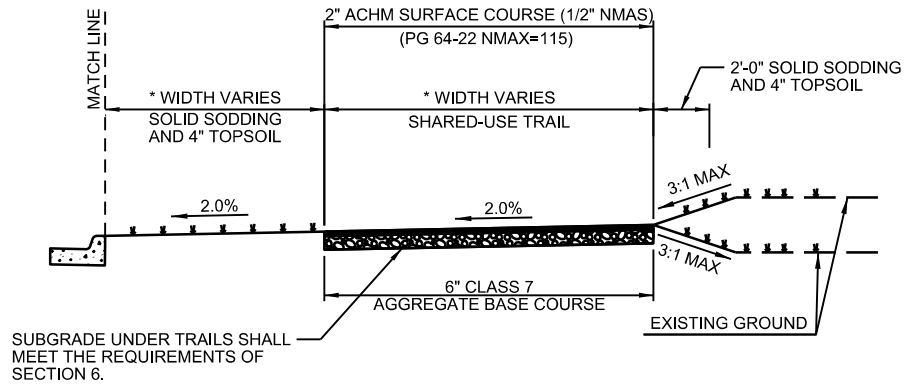 2" ACHM SURFACE COURSE (1/2" NMAS)
(PG 64-22 NMAX=115)
MATCH LINE
* WIDTH VARIES
SOLID SODDING
AND 4" TOPSOIL
* WIDTH VARIES
SHARED-USE TRAIL
2'-0" SOLID SODDING
AND 4" TOPSOIL
2.0%
2.0%
3:1 MAX
3:1 MAX
6" CLASS 7
AGGREGATE BASE COURSE
EXISTING GROUND
SUBGRADE UNDER TRAILS SHALL
MEET THE REQUIREMENTS OF
SECTION 6.